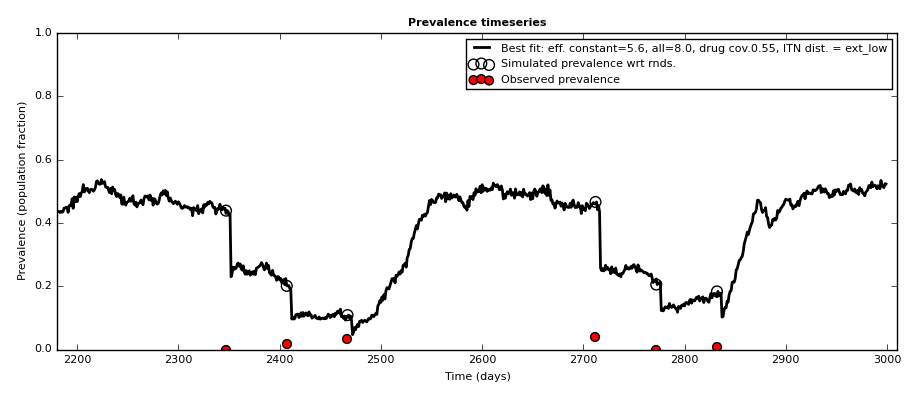 Prevalence timeseries
1.0
0.8
0.6
0.4
0.2
0.0
Prevalence (population fraction)
Best fit: eff. constant=5.6, all=8.0, drug cov.0.55, ITN dist. = ext_low
Simulated prevalence wrt rnds.
Observed prevalence
2200 2300 2400 2500 2600 2700 2800 2900 3000
Time (days)